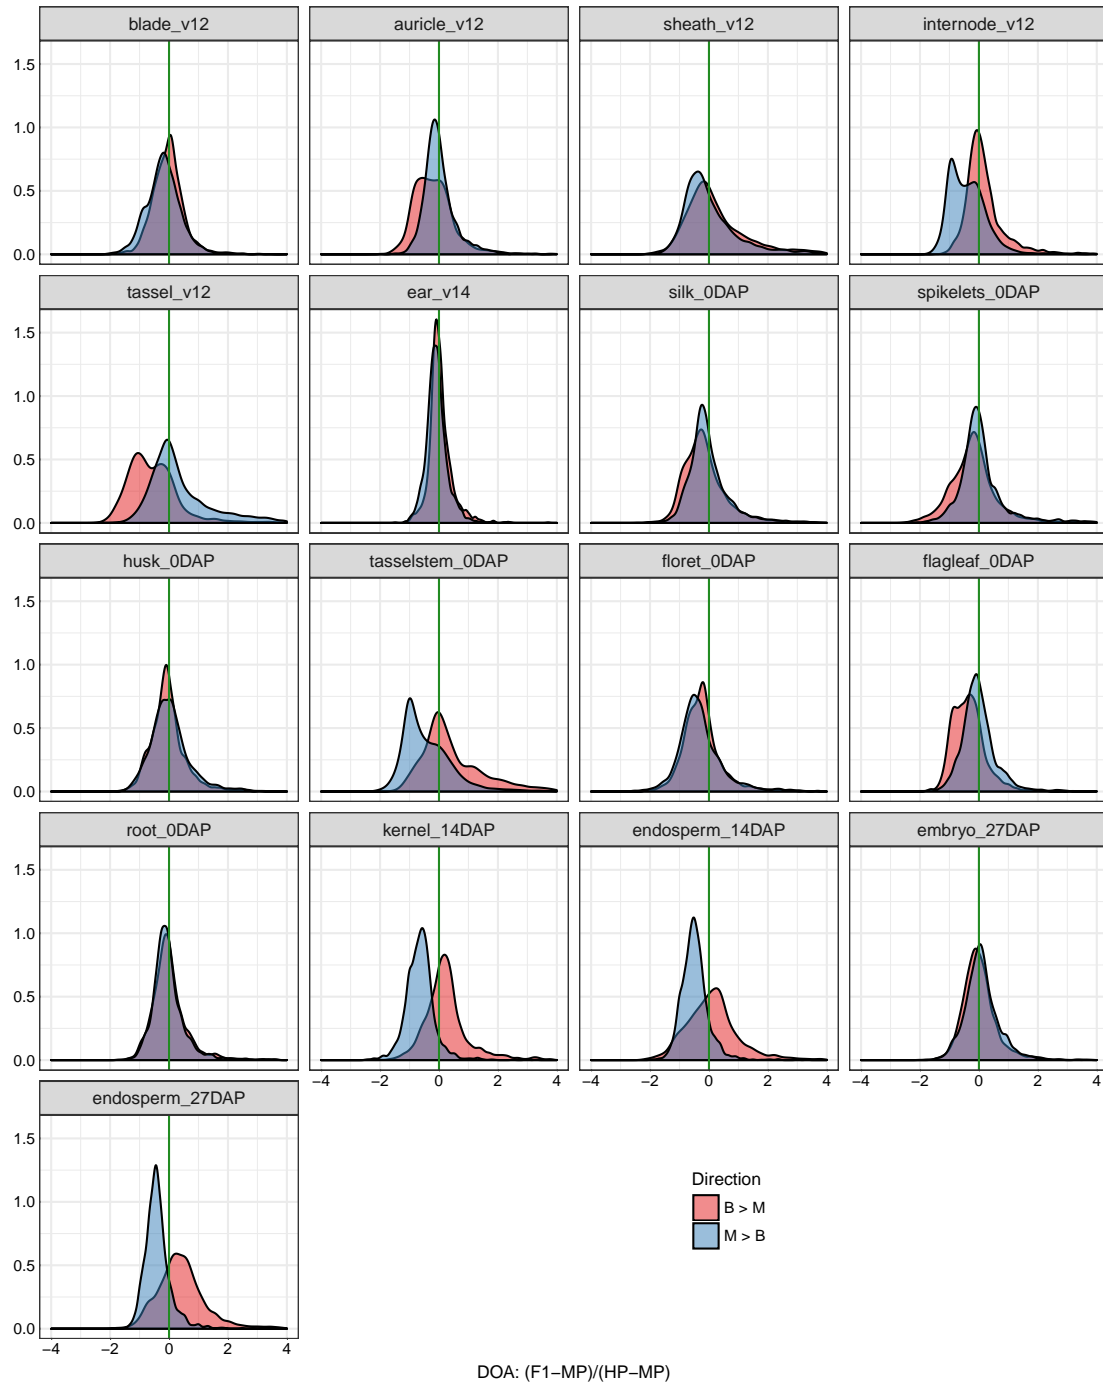 blade_v12 auricle_v12 sheath_v12 internode_v12
1.5
1.0
0.5
0.0
tassel_v12 ear_v14 silk_0DAP spikelets_0DAP
1.5
1.0
0.5
0.0
husk_0DAP tasselstem_0DAP floret_0DAP flagleaf_0DAP
1.5
1.0
0.5
0.0
root_0DAP kernel_14DAP endosperm_14DAP embryo_27DAP
1.5
1.0
0.5
0.0
−4 −2 0 2 4 −4 −2 0 2 4 −4 −2 0 2 4
endosperm_27DAP
1.5
1.0
0.5
0.0
−4 −2 0 2 4
Direction
B > M
M > B
DOA: (F1−MP)/(HP−MP)